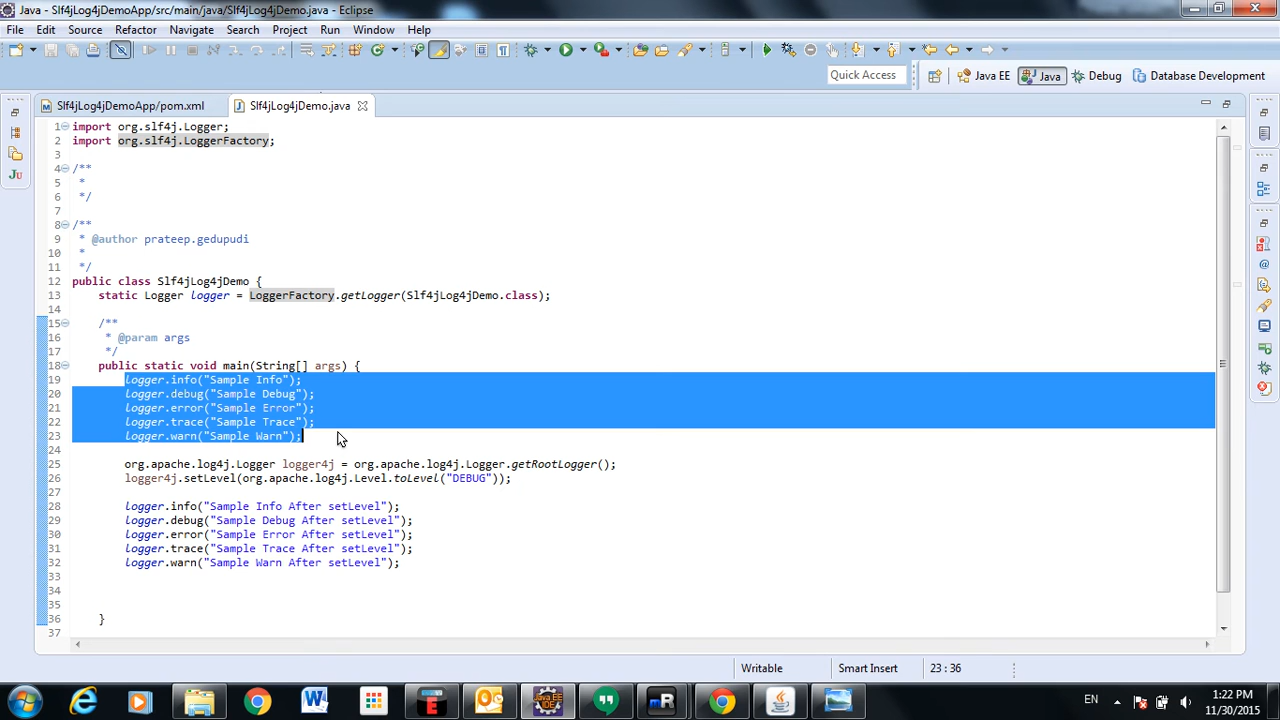 Java - Slf4jLog4jDemoApp/src/main/java/Slf4jLog4jDemo.java - Eclipse
File Edit Source Refactor Navigate Search Project Run Window Help
Quick Access Java EE Java Debug Database Development
Slf4jLog4jDemoApp/pom.xml Slf4jLog4jDemo.java
1 import org.slf4j.Logger;
2 import org.slf4j.LoggerFactory;
3
4 /**
5 *
6 */
7
8 /**
9 * @author prateep.gedupudi
10 *
11 */
12 public class Slf4jLog4jDemo {
13 static Logger logger = LoggerFactory.getLogger(Slf4jLog4jDemo.class);
14
15 /**
16 * @param args
17 */
18 public static void main(String[] args) {
19 logger.info("Sample Info");
20 logger.debug("Sample Debug");
21 logger.error("Sample Error");
22 logger.trace("Sample Trace");
23 logger.warn("Sample Warn");
24
25 org.apache.log4j.Logger logger4j = org.apache.log4j.Logger.getRootLogger();
26 logger4j.setLevel(org.apache.log4j.Level.toLevel("DEBUG"));
27
28 logger.info("Sample Info After setLevel");
29 logger.debug("Sample Debug After setLevel");
30 logger.error("Sample Error After setLevel");
31 logger.trace("Sample Trace After setLevel");
32 logger.warn("Sample Warn After setLevel");
33
34
35
36 }
37
Writable Smart Insert 23 : 36
EN 1:22 PM
11/30/2015